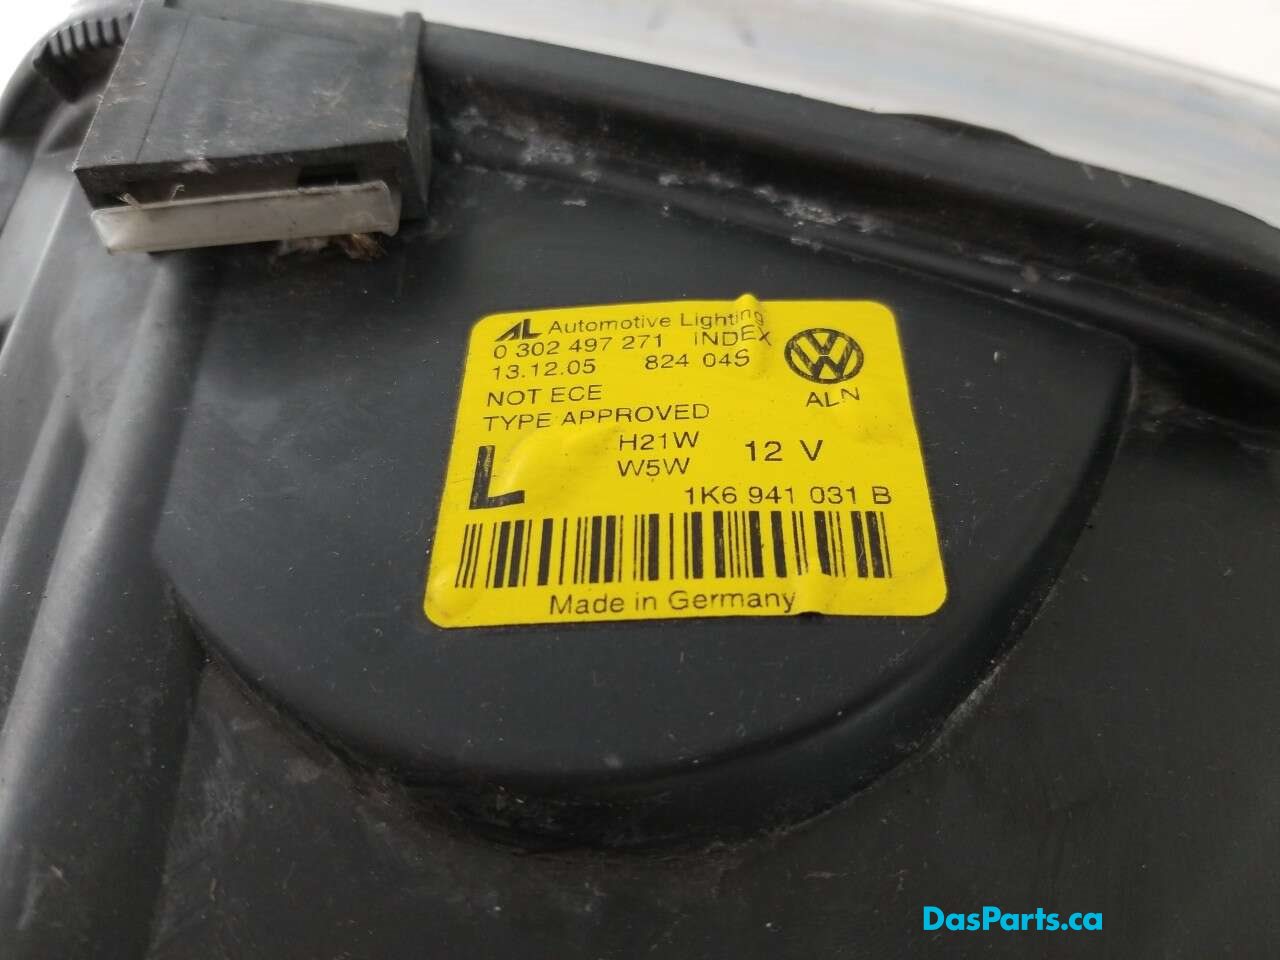 AL Automotive Lighting
0 302 497 271 INDEX
13.12.05 824 04S
NOT ECE
TYPE APPROVED
ALN
L
H21W
W5W
12 V
1K6 941 031 B
Made in Germany
DasParts.ca